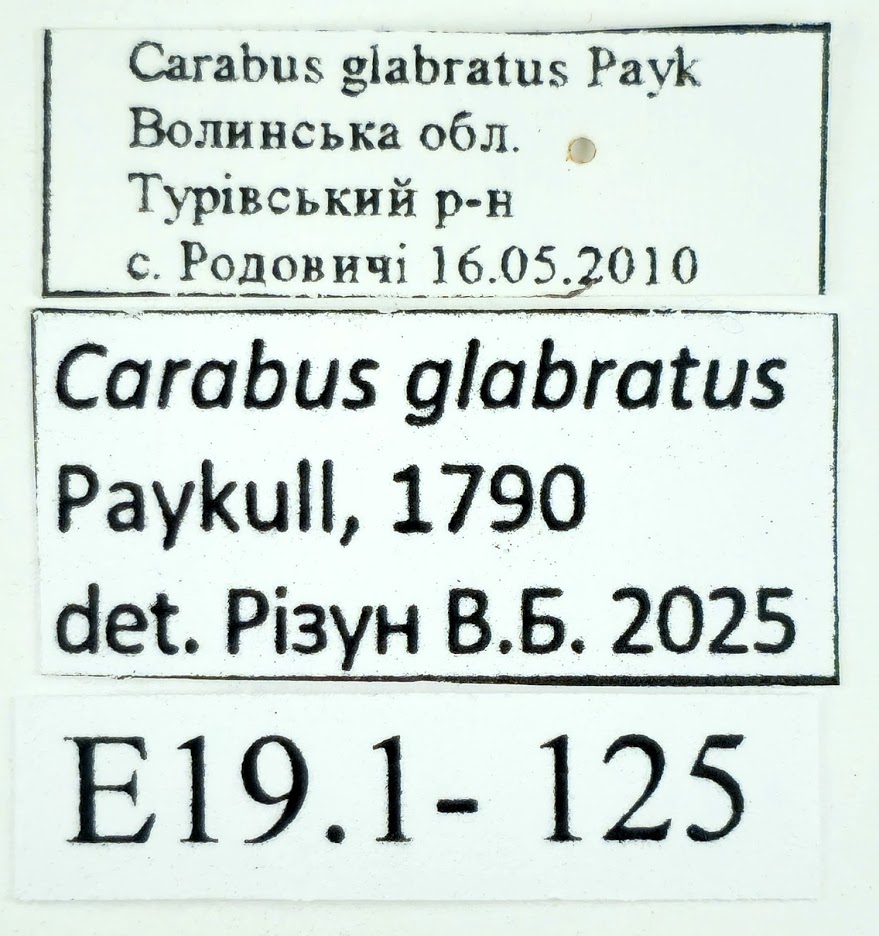 Carabus glabratus Payk
Волинська обл.
Турівський р-н
с. Родовичі 16.05.2010
Carabus glabratus
Paykull, 1790
det. Різун В.Б. 2025
E19.1- 125